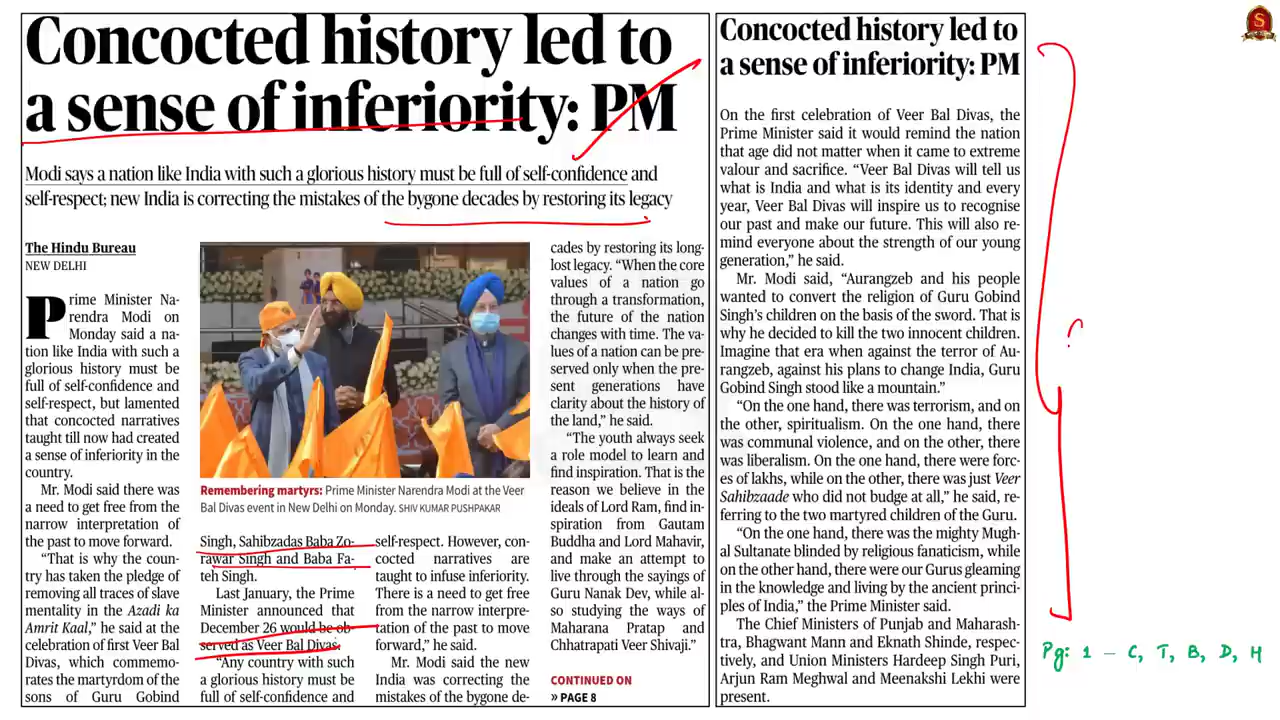 Concocted history led to
a sense of inferiority: PM
Modi says a nation like India with such a glorious history must be full of self-confidence and
self-respect; new India is correcting the mistakes of the bygone decades by restoring its legacy
The Hindu Bureau
NEW DELHI
Prime Minister Na-
rendra Modi on
Monday said a na-
tion like India with such a
glorious history must be
full of self-confidence and
self-respect, but lamented
that concocted narratives
taught till now had created
a sense of inferiority in the
country.
Mr. Modi said there was
a need to get free from the
narrow interpretation of
the past to move forward.
“That is why the coun-
try has taken the pledge of
removing all traces of slave
mentality in the Azadi ka
Amrit Kaal,” he said at the
celebration of first Veer Bal
Divas, which commemo-
rates the martyrdom of the
sons of Guru Gobind
Remembering martyrs: Prime Minister Narendra Modi at the Veer
Bal Divas event in New Delhi on Monday. SHIV KUMAR PUSHPAKAR
Singh, Sahibzadas Baba Zo-
rawar Singh and Baba Fa-
teh Singh.
Last January, the Prime
Minister announced that
December 26 would be ob-
served as Veer Bal Divas.
“Any country with such
a glorious history must be
full of self-confidence and
self-respect. However, con-
cocted narratives are
taught to infuse inferiority.
There is a need to get free
from the narrow interpre-
tation of the past to move
forward,” he said.
Mr. Modi said the new
India was correcting the
mistakes of the bygone de-
cades by restoring its long-
lost legacy. “When the core
values of a nation go
through a transformation,
the future of the nation
changes with time. The va-
lues of a nation can be pre-
served only when the pre-
sent generations have
clarity about the history of
the land,” he said.
“The youth always seek
a role model to learn and
find inspiration. That is the
reason we believe in the
ideals of Lord Ram, find in-
spiration from Gautam
Buddha and Lord Mahavir,
and make an attempt to
live through the sayings of
Guru Nanak Dev, while al-
so studying the ways of
Maharana Pratap and
Chhatrapati Veer Shivaji.”
CONTINUED ON
» PAGE 8
Concocted history led to
a sense of inferiority: PM
On the first celebration of Veer Bal Divas, the
Prime Minister said it would remind the nation
that age did not matter when it came to extreme
valour and sacrifice. “Veer Bal Divas will tell us
what is India and what is its identity and every
year, Veer Bal Divas will inspire us to recognise
our past and make our future. This will also re-
mind everyone about the strength of our young
generation,” he said.
Mr. Modi said, “Aurangzeb and his people
wanted to convert the religion of Guru Gobind
Singh’s children on the basis of the sword. That is
why he decided to kill the two innocent children.
Imagine that era when against the terror of Au-
rangzeb, against his plans to change India, Guru
Gobind Singh stood like a mountain.”
“On the one hand, there was terrorism, and on
the other, spiritualism. On the one hand, there
was communal violence, and on the other, there
was liberalism. On the one hand, there were forc-
es of lakhs, while on the other, there was just Veer
Sahibzaade who did not budge at all,” he said, re-
ferring to the two martyred children of the Guru.
“On the one hand, there was the mighty Mugh-
al Sultanate blinded by religious fanaticism, while
on the other hand, there were our Gurus gleaming
in the knowledge and living by the ancient princi-
ples of India,” the Prime Minister said.
The Chief Ministers of Punjab and Maharash-
tra, Bhagwant Mann and Eknath Shinde, respec-
tively, and Union Ministers Hardeep Singh Puri,
Arjun Ram Meghwal and Meenakshi Lekhi were
present.
?
Pg: 1 – C, T, B, D, H
S